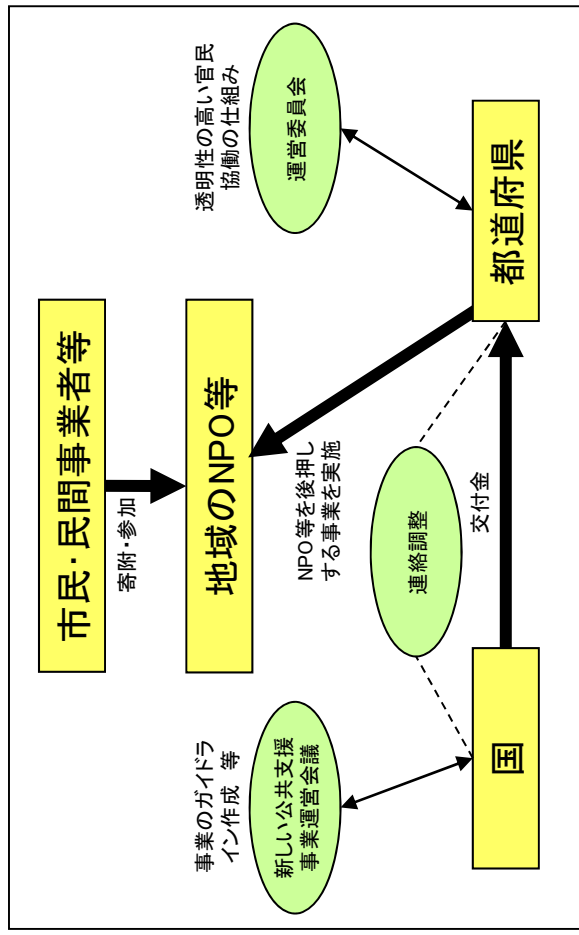 市民・民間事業者等
寄附・参加
地域のNPO等
事業のガイドラ
イン作成 等
新しい公共支援
事業運営会議
NPO等を後押し
する事業を実施
透明性の高い官民
協働の仕組み
運営委員会
連絡調整
国
交付金
都道府県